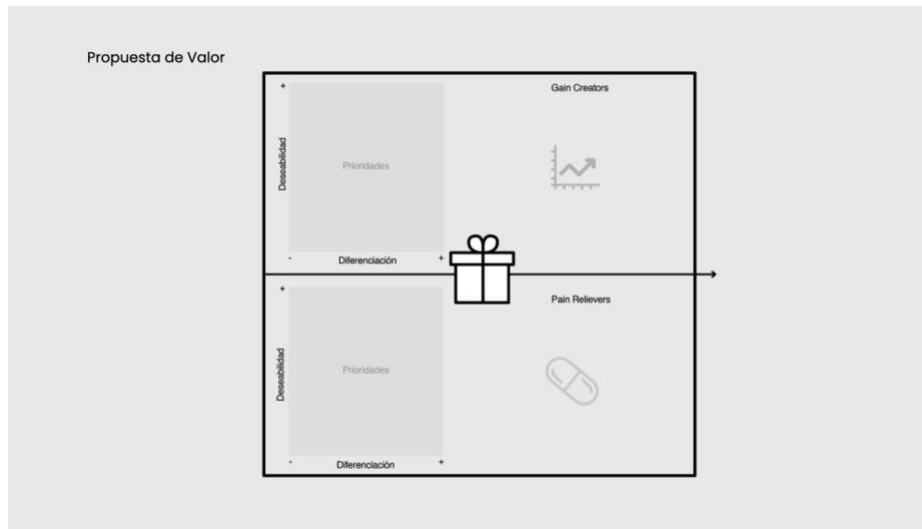 Propuesta de Valor
+
Gain Creators
Deseabilidad
Prioridades
-
Diferenciación
+
+
Pain Relievers
Deseabilidad
Prioridades
-
Diferenciación
+